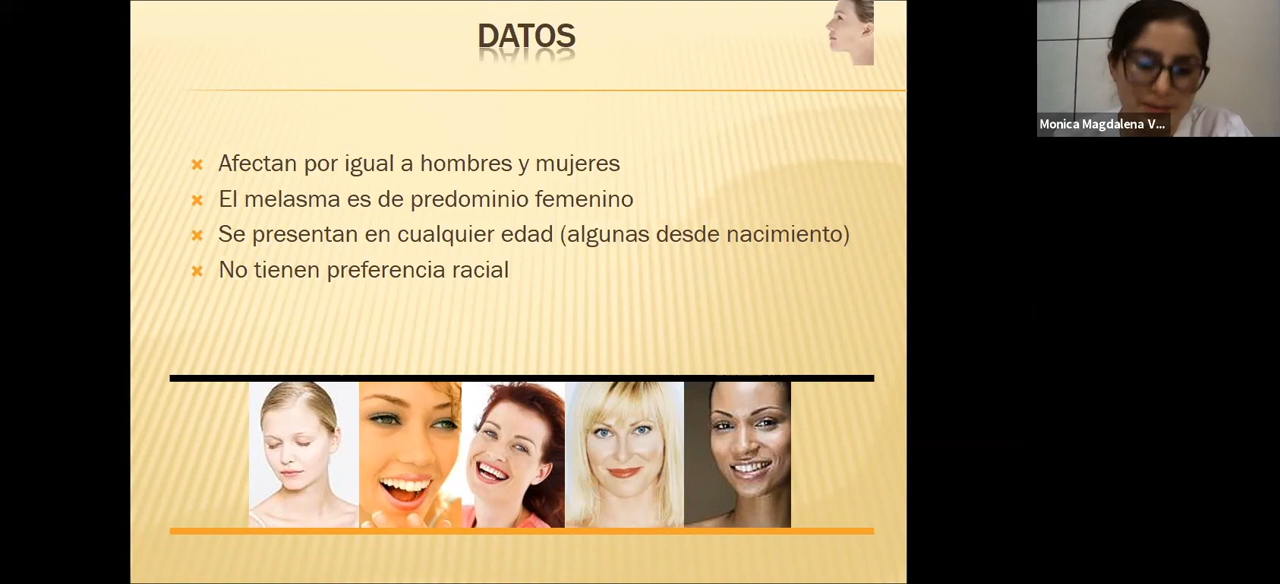 DATOS
Afectan por igual a hombres y mujeres
El melasma es de predominio femenino
Se presentan en cualquier edad (algunas desde nacimiento)
No tienen preferencia racial
Monica Magdalena V...